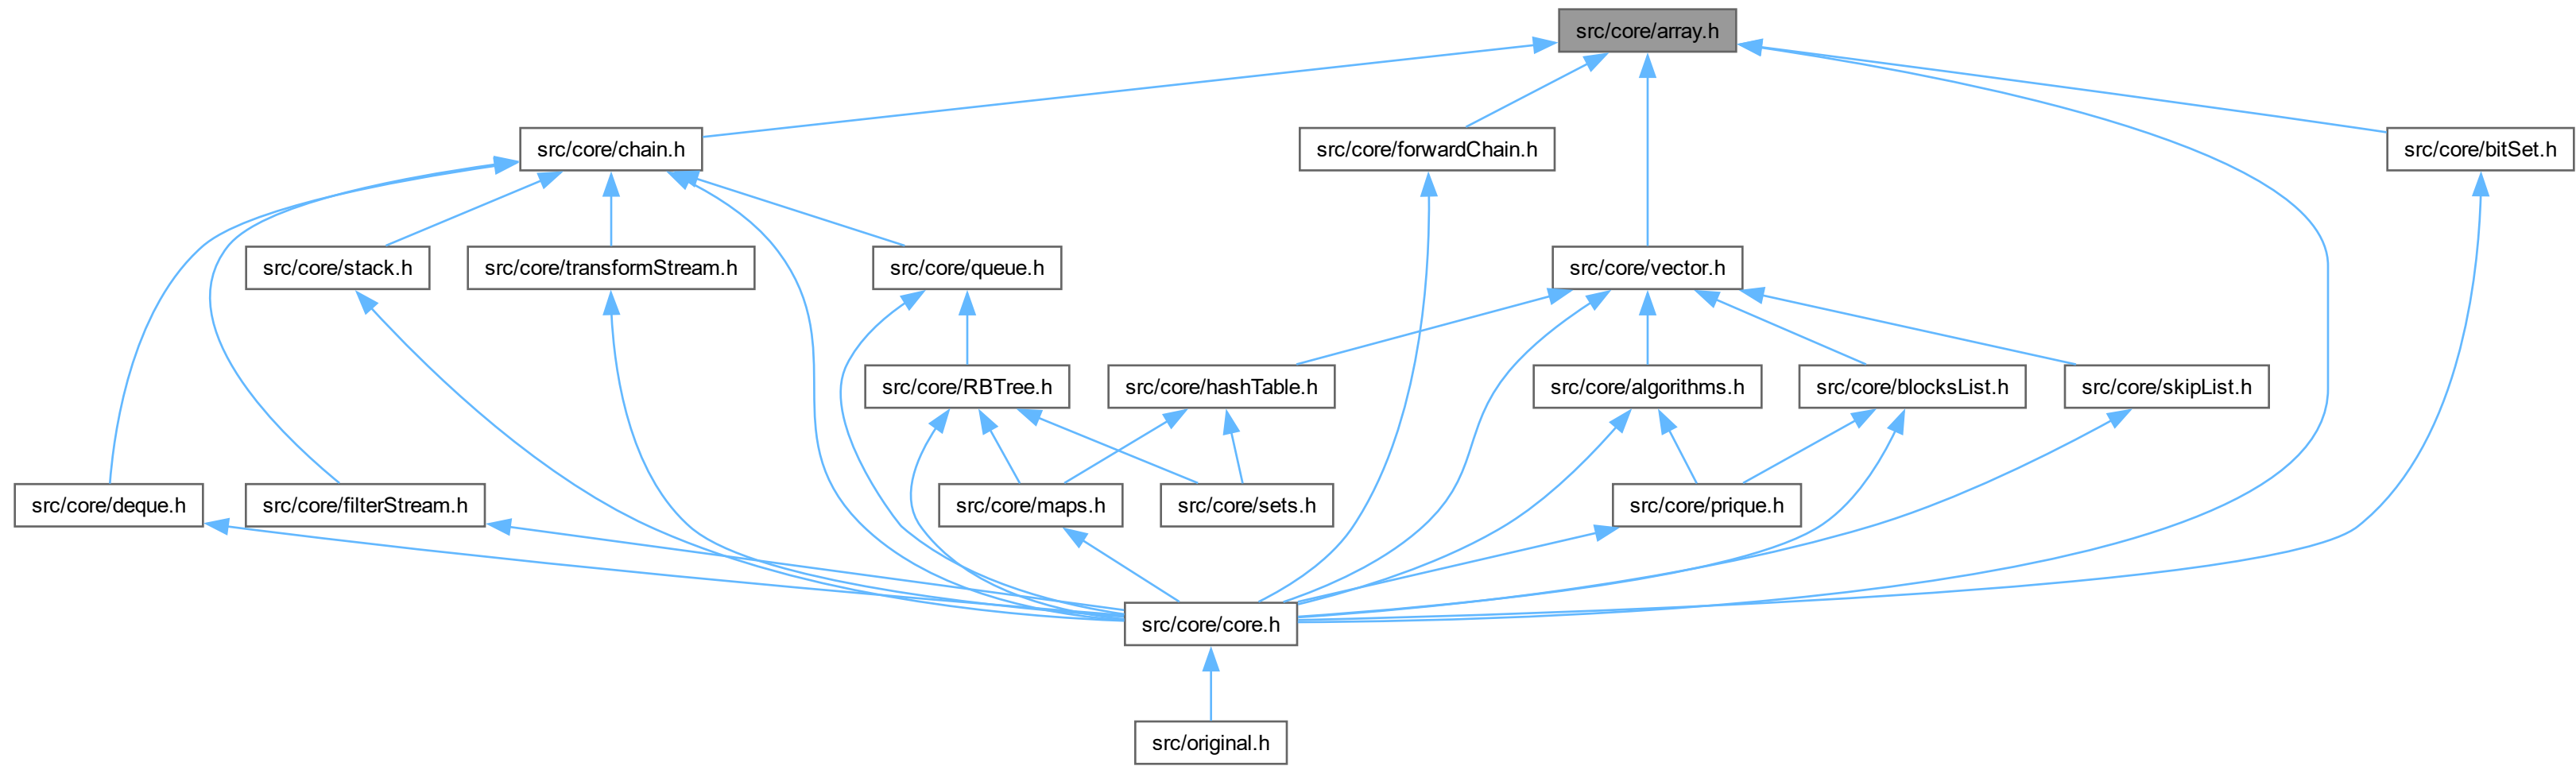 src/core/array.h
src/core/chain.h
src/core/forwardChain.h
src/core/bitSet.h
src/core/stack.h
src/core/transformStream.h
src/core/queue.h
src/core/vector.h
src/core/RBTree.h
src/core/hashTable.h
src/core/algorithms.h
src/core/blocksList.h
src/core/skipList.h
src/core/deque.h
src/core/filterStream.h
src/core/maps.h
src/core/sets.h
src/core/prique.h
src/core/core.h
src/original.h